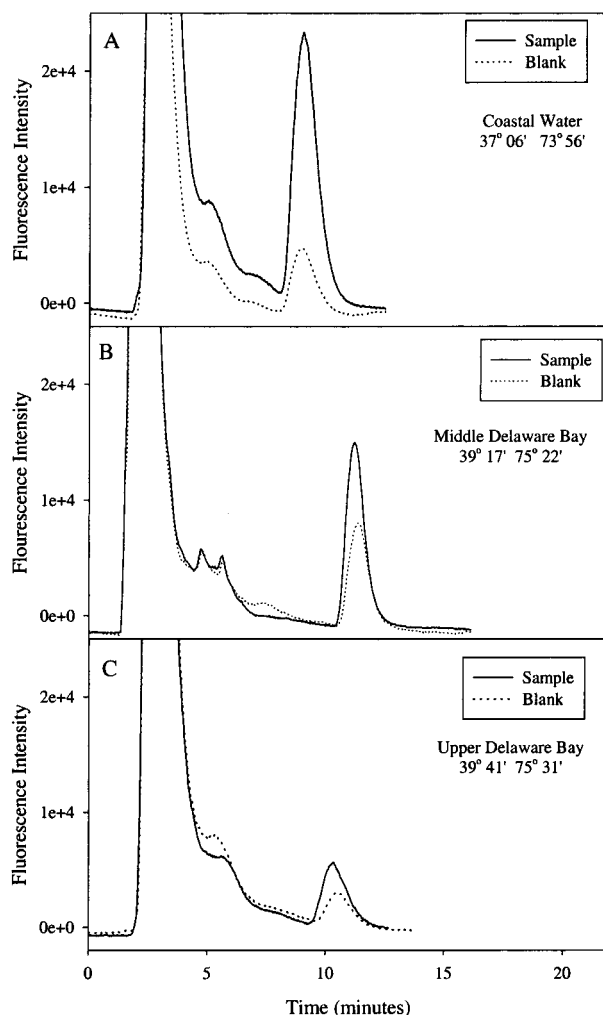 A
Sample
Blank
Coastal Water
37° 06' 73° 56'
Fluorescence Intensity
2e+4
1e+4
0e+0
B
Sample
Blank
Middle Delaware Bay
39° 17' 75° 22'
Flourescence Intensity
2e+4
1e+4
0e+0
C
Sample
Blank
Upper Delaware Bay
39° 41' 75° 31'
Fluorescence Intensity
2e+4
1e+4
0e+0
0 5 10 15 20
Time (minutes)